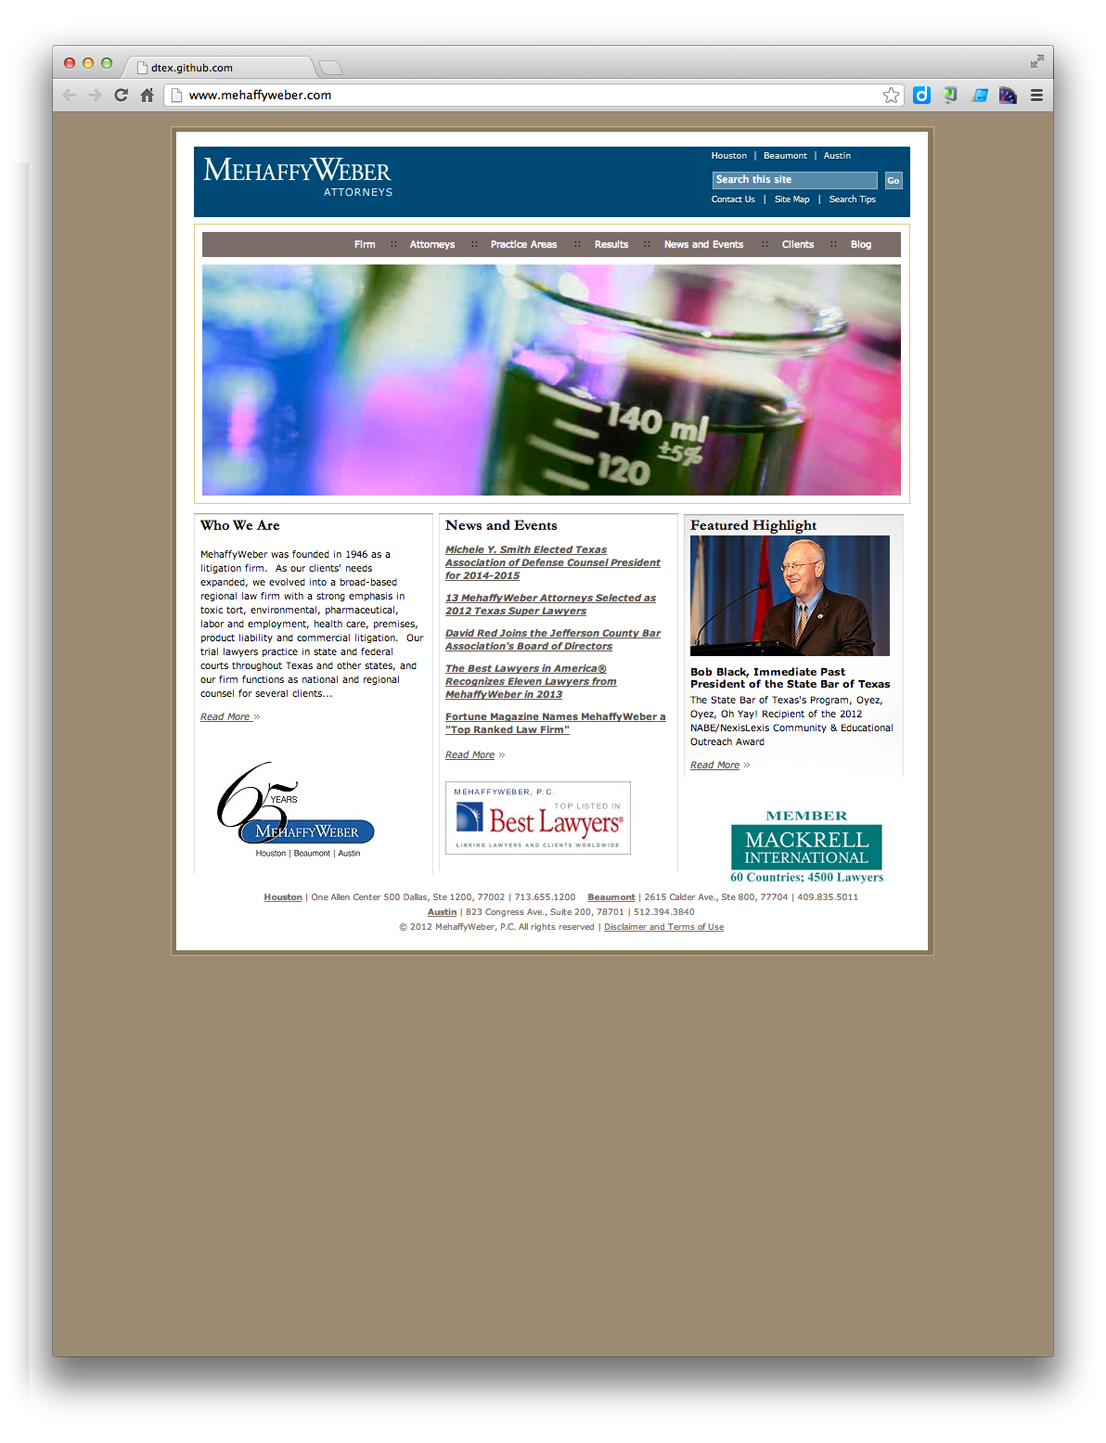 dtex.github.com
www.mehaffyweber.com
MEHAFFYWEBER
ATTORNEYS
Houston | Beaumont | Austin
Search this site Go
Contact Us | Site Map | Search Tips
Firm :: Attorneys :: Practice Areas :: Results :: News and Events :: Clients :: Blog
140 ml
±5%
120
Who We Are
MehaffyWeber was founded in 1946 as a
litigation firm. As our clients' needs
expanded, we evolved into a broad-based
regional law firm with a strong emphasis in
toxic tort, environmental, pharmaceutical,
labor and employment, health care, premises,
product liability and commercial litigation. Our
trial lawyers practice in state and federal
courts throughout Texas and other states, and
our firm functions as national and regional
counsel for several clients...
Read More »
65 YEARS
MEHAFFYWEBER
Houston | Beaumont | Austin
News and Events
Michele Y. Smith Elected Texas
Association of Defense Counsel President
for 2014-2015
13 MehaffyWeber Attorneys Selected as
2012 Texas Super Lawyers
David Red Joins the Jefferson County Bar
Association's Board of Directors
The Best Lawyers in America®
Recognizes Eleven Lawyers from
MehaffyWeber in 2013
Fortune Magazine Names MehaffyWeber a
"Top Ranked Law Firm"
Read More »
MEHAFFYWEBER, P.C.
TOP LISTED IN
Best Lawyers®
LINKING LAWYERS AND CLIENTS WORLDWIDE
Featured Highlight
Bob Black, Immediate Past
President of the State Bar of Texas
The State Bar of Texas's Program, Oyez,
Oyez, Oh Yay! Recipient of the 2012
NABE/NexisLexis Community & Educational
Outreach Award
Read More »
MEMBER
MACKRELL
INTERNATIONAL
60 Countries; 4500 Lawyers
Houston | One Allen Center 500 Dallas, Ste 1200, 77002 | 713.655.1200 Beaumont | 2615 Calder Ave., Ste 800, 77704 | 409.835.5011
Austin | 823 Congress Ave., Suite 200, 78701 | 512.394.3840
© 2012 MehaffyWeber, P.C. All rights reserved | Disclaimer and Terms of Use